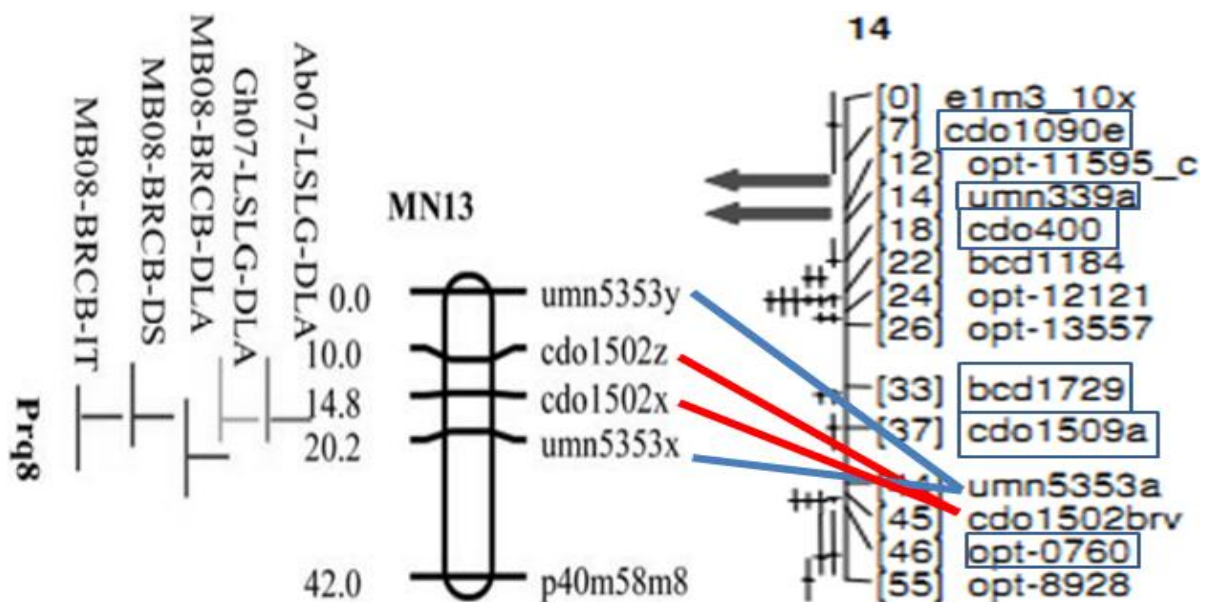 MB08-BRCB-IT
MB08-BRCB-DS
MB08-BRCB-DLA
Gh07-LSLG-DLA
Ab07-LSLG-DLA
Prq8
MN13
0.0 umn5353y
10.0 cdo1502z
14.8 cdo1502x
20.2 umn5353x
42.0 p40m58m8
14
[0] e1m3_10x
[7] cdo1090e
[12] opt-11595_c
[14] umn339a
[18] cdo400
[22] bcd1184
[24] opt-12121
[26] opt-13557
[33] bcd1729
[37] cdo1509a
umn5353a
[45] cdo1502brv
[46] opt-0760
[55] opt-8928